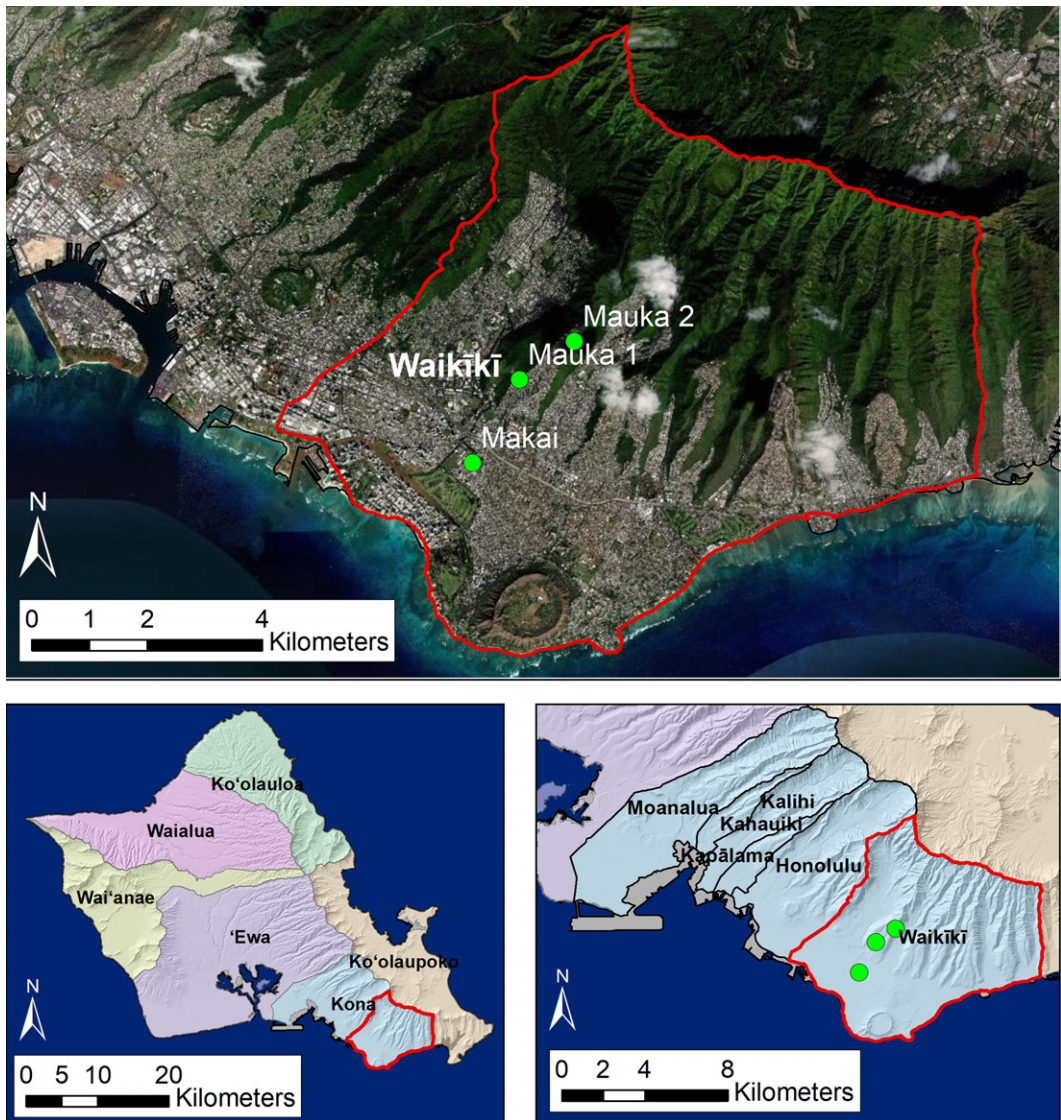 Mauka 2
Waikīkī
Mauka 1
Makai
N
0 1 2 4
Kilometers
Koʻolauloa
Waialua
Waiʻanae
ʻEwa
Koʻolaupoko
Kona
N
0 5 10 20
Kilometers
Moanalua
Kalihi
Kahauiki
Kapālama
Honolulu
Waikīkī
N
0 2 4 8
Kilometers